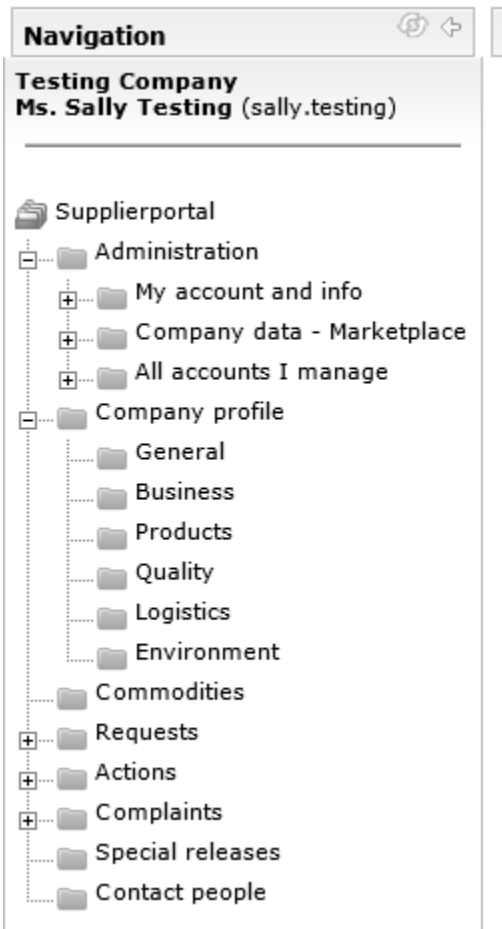 Navigation
Testing Company
Ms. Sally Testing (sally.testing)
Supplierportal
Administration
My account and info
Company data - Marketplace
All accounts I manage
Company profile
General
Business
Products
Quality
Logistics
Environment
Commodities
Requests
Actions
Complaints
Special releases
Contact people